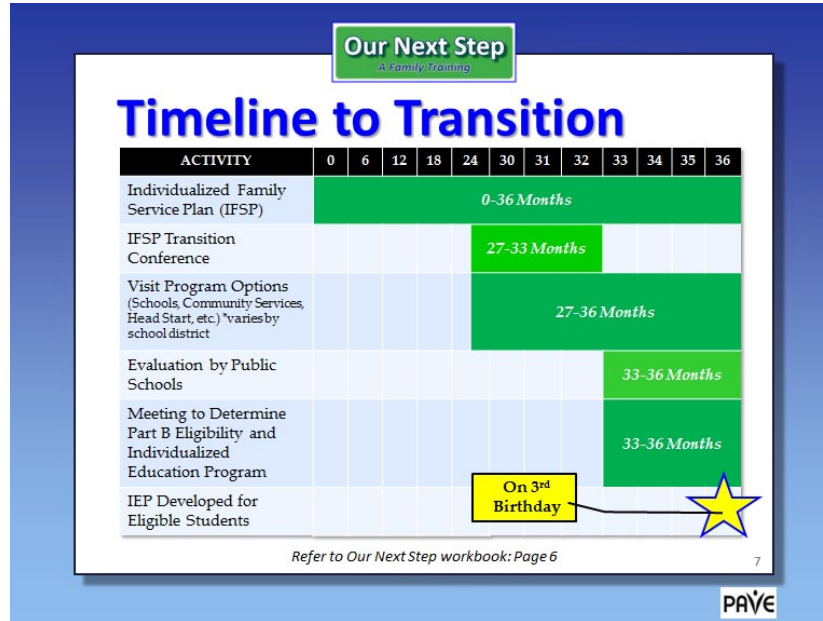 Our Next Step
A Family Training
Timeline to Transition
ACTIVITY 0 6 12 18 24 30 31 32 33 34 35 36
Individualized Family
Service Plan (IFSP)
0-36 Months
IFSP Transition
Conference
27-33 Months
Visit Program Options
(Schools, Community Services,
Head Start, etc.) *varies by
school district
27-36 Months
Evaluation by Public
Schools
33-36 Months
Meeting to Determine
Part B Eligibility and
Individualized
Education Program
33-36 Months
IEP Developed for
Eligible Students
On 3rd
Birthday
Refer to Our Next Step workbook: Page 6
7
PAVE